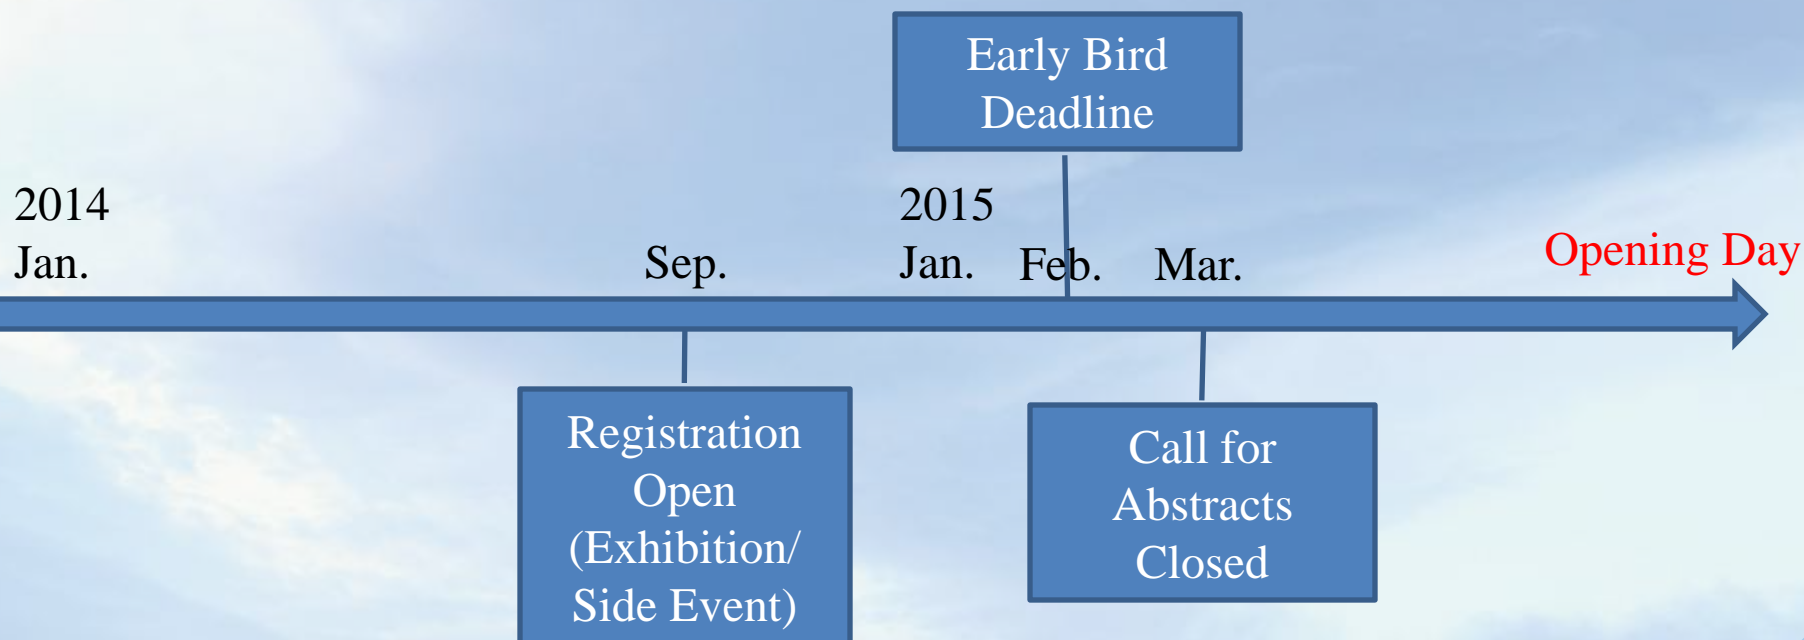 Early Bird
Deadline
2014
Jan.
Sep.
2015
Jan.
Feb.
Mar.
Opening Day
Registration
Open
(Exhibition/
Side Event)
Call for
Abstracts
Closed